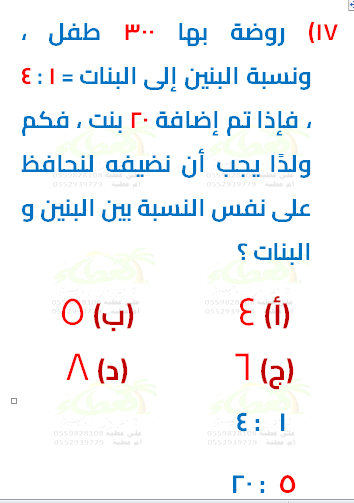 ١٧) روضة بها ٣٠٠ طفل ،
ونسبة البنين إلى البنات = ١ : ٤
، فإذا تم إضافة ٢٠ بنت ، فكم
ولدًا يجب أن نضيفه لنحافظ
على نفس النسبة بين البنين و
البنات ؟
(أ) ٤ (ب) ٥
(ج) ٦ (د) ٨
١ : ٤
٥ : ٢٠